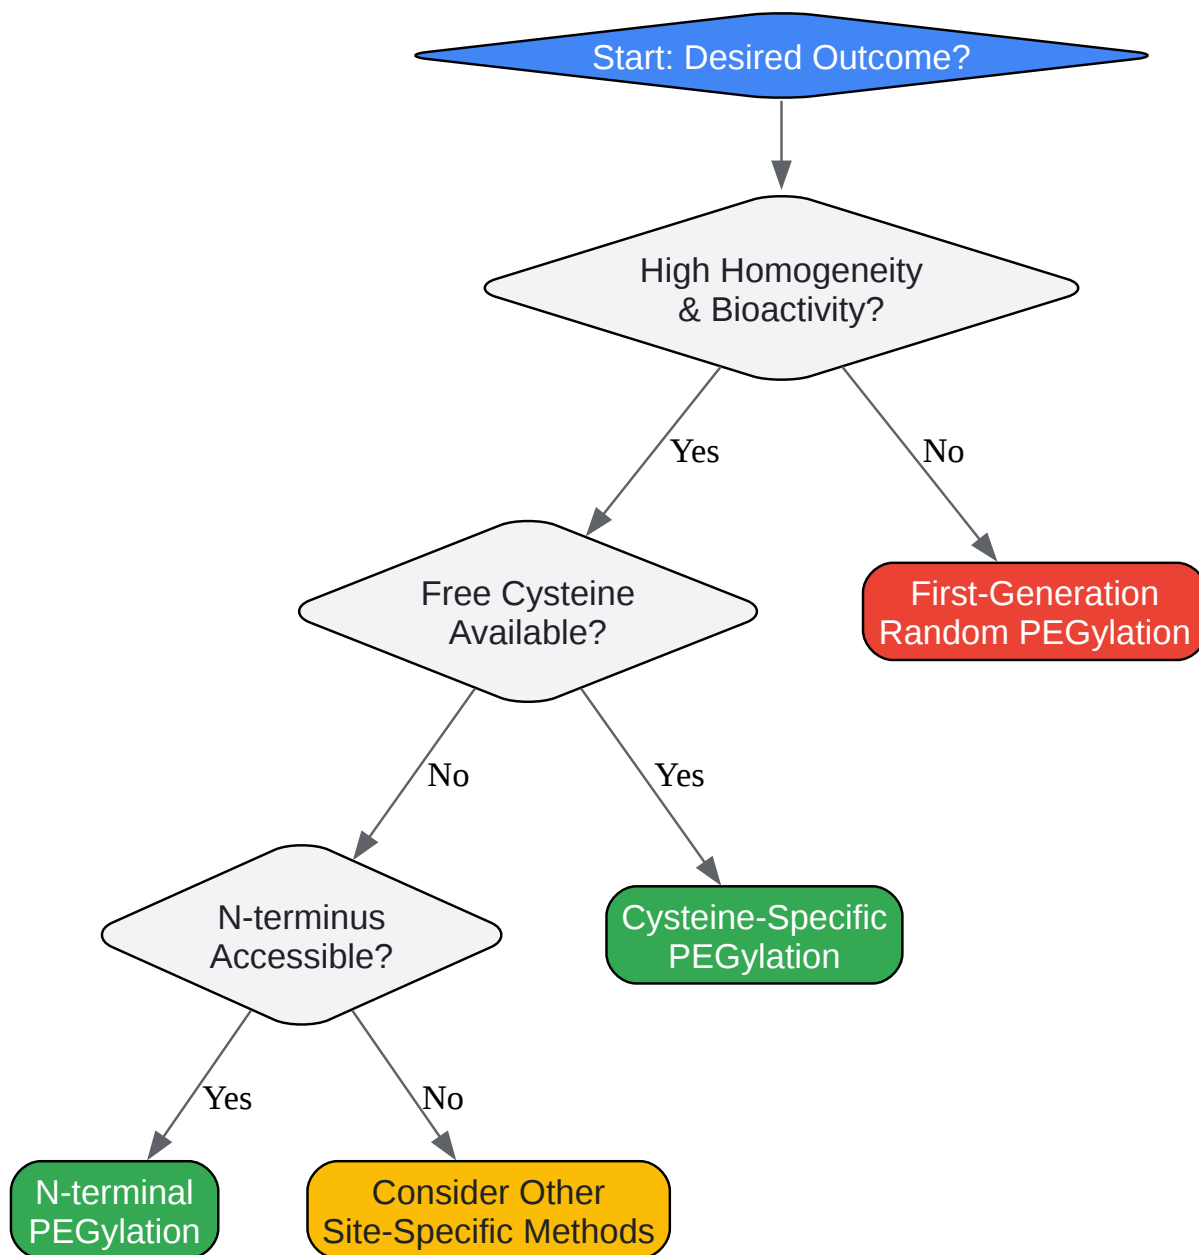 Start: Desired Outcome?
High Homogeneity
& Bioactivity?
Yes
No
Free Cysteine
Available?
First-Generation
Random PEGylation
No
Yes
N-terminus
Accessible?
Cysteine-Specific
PEGylation
Yes
No
N-terminal
PEGylation
Consider Other
Site-Specific Methods